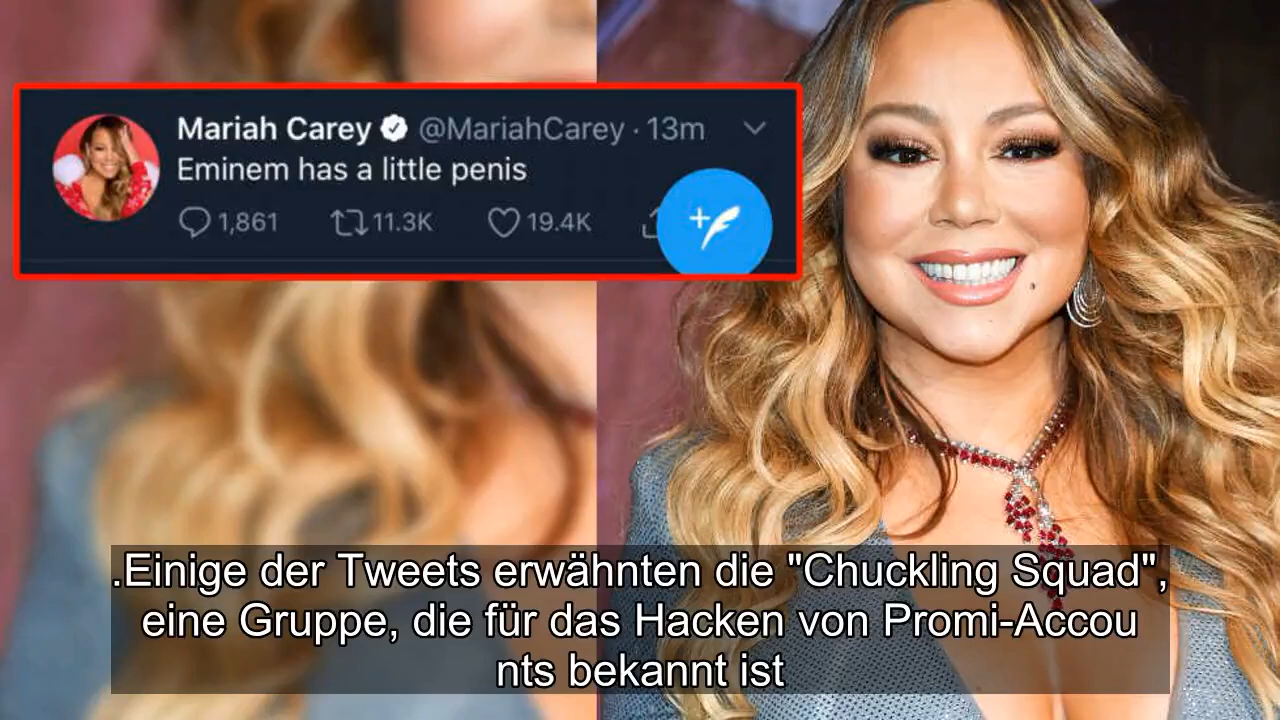 Mariah Carey @MariahCarey · 13m
Eminem has a little penis
1,861 11.3K 19.4K
.Einige der Tweets erwähnten die "Chuckling Squad",
eine Gruppe, die für das Hacken von Promi-Accou
nts bekannt ist